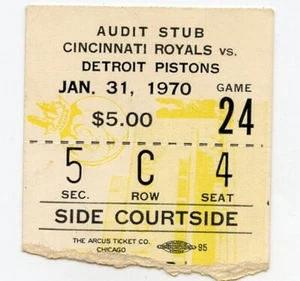 AUDIT STUB
CINCINNATI ROYALS vs.
DETROIT PISTONS
JAN. 31, 1970
GAME
24
$5.00
5 C 4
SEC. ROW SEAT
SIDE COURTSIDE
THE ARCUS TICKET CO.
CHICAGO
95